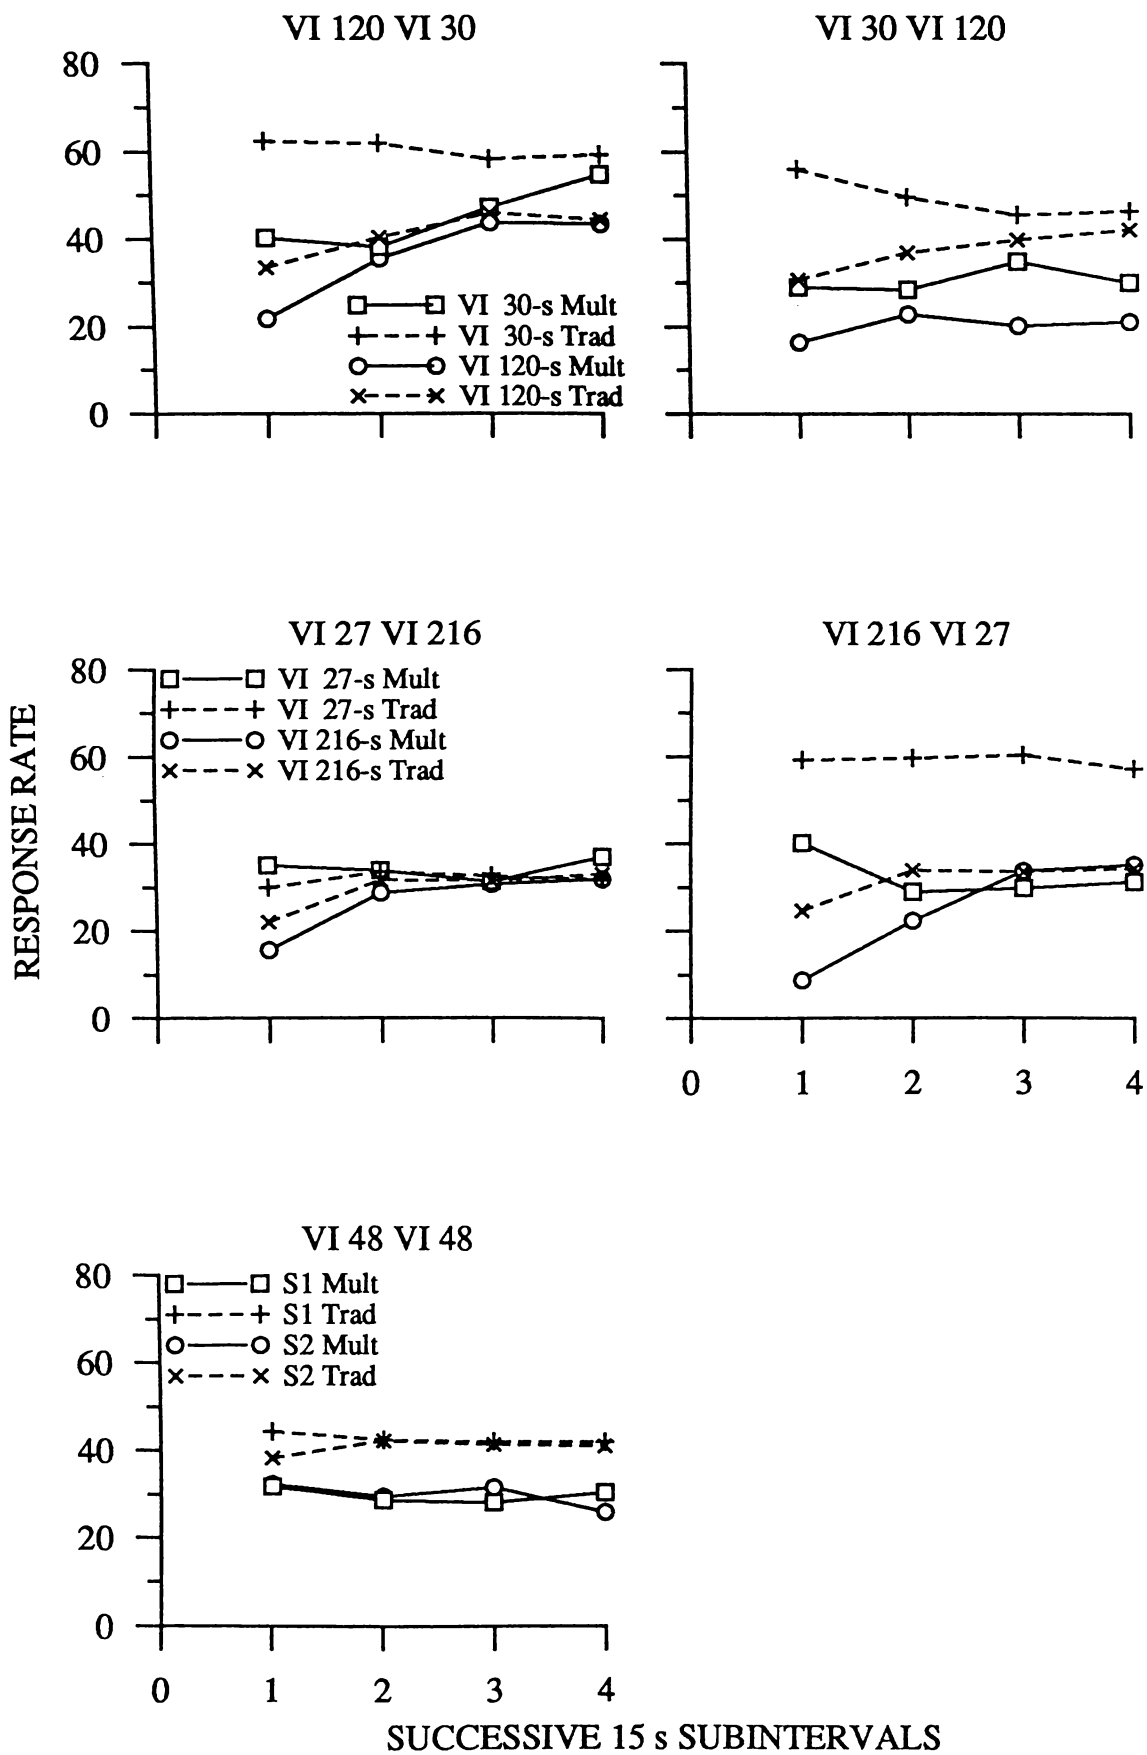 VI 120 VI 30
VI 30 VI 120
80
60
40
20
0
VI 30-s Mult
VI 30-s Trad
VI 120-s Mult
VI 120-s Trad
VI 27 VI 216
VI 216 VI 27
80
60
40
20
0
VI 27-s Mult
VI 27-s Trad
VI 216-s Mult
VI 216-s Trad
0 1 2 3 4
RESPONSE RATE
VI 48 VI 48
80
60
40
20
0
S1 Mult
S1 Trad
S2 Mult
S2 Trad
0 1 2 3 4
SUCCESSIVE 15 s SUBINTERVALS